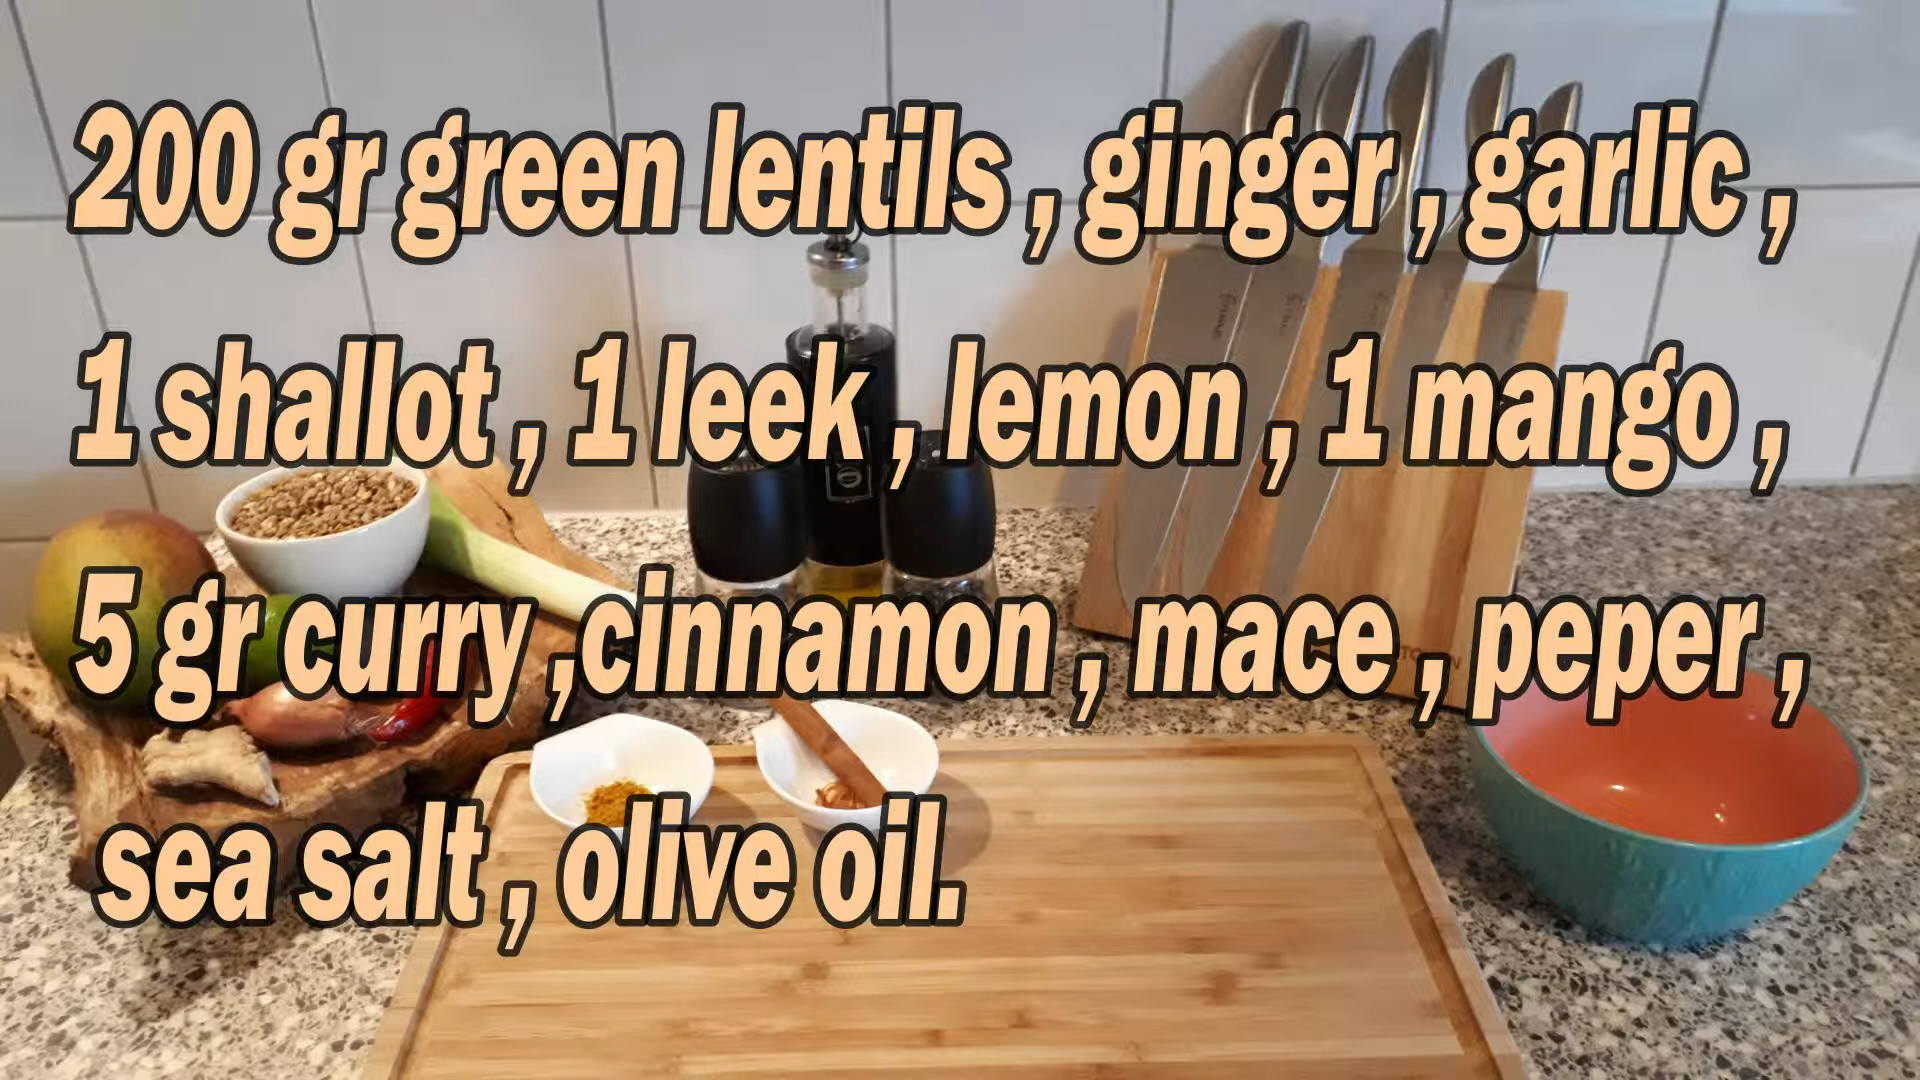 200 gr green lentils , ginger , garlic ,
1 shallot , 1 leek , lemon , 1 mango ,
5 gr curry ,cinnamon , mace , peper ,
sea salt , olive oil.